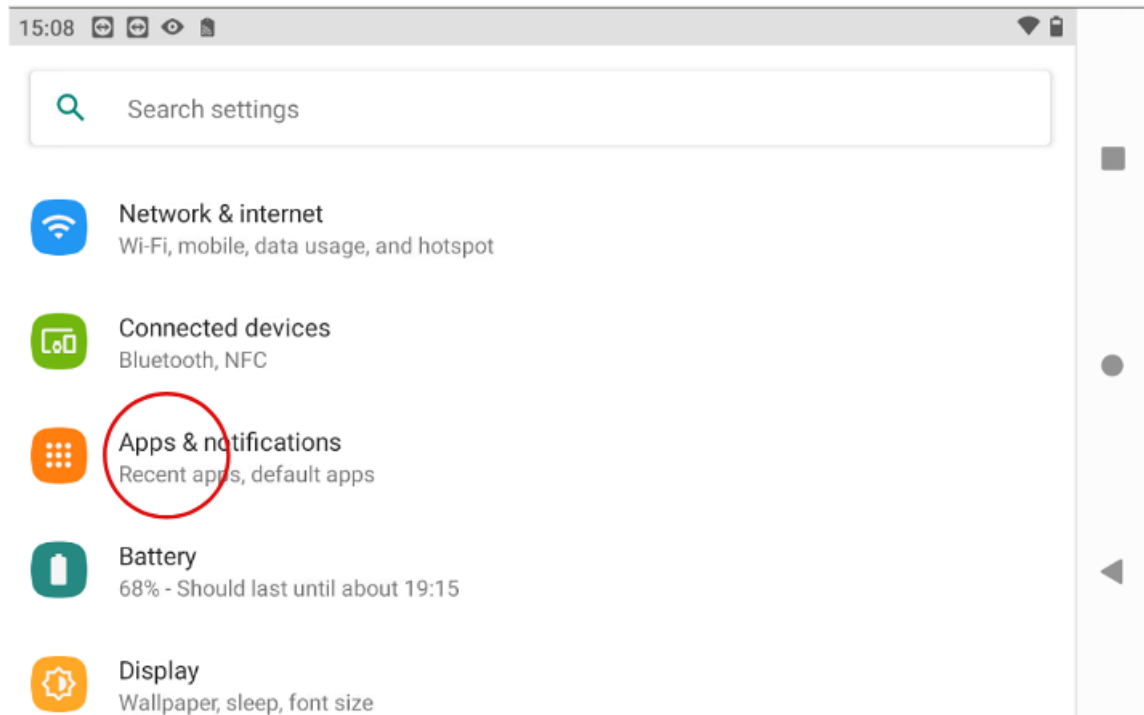 15:08
Search settings
Network & internet
Wi-Fi, mobile, data usage, and hotspot
Connected devices
Bluetooth, NFC
Apps & notifications
Recent apps, default apps
Battery
68% - Should last until about 19:15
Display
Wallpaper, sleep, font size